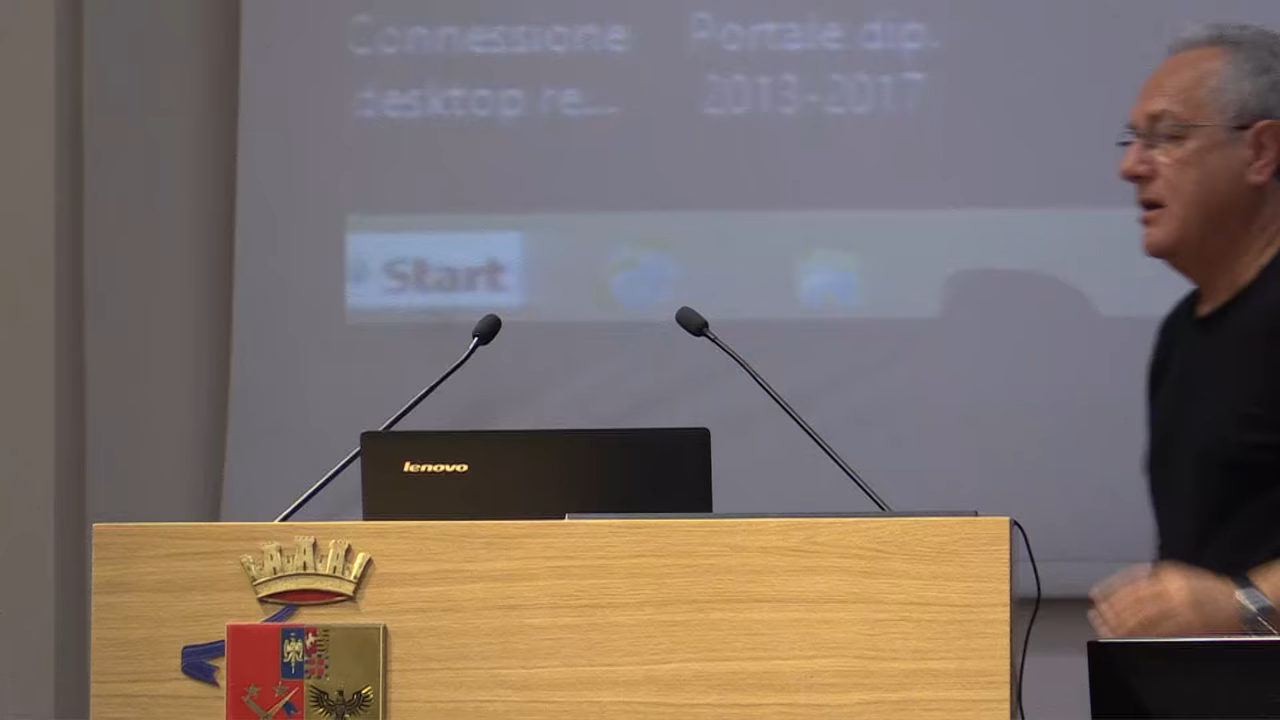 Connessione
desktop re...
Portale dip.
2013-2017
Start
lenovo